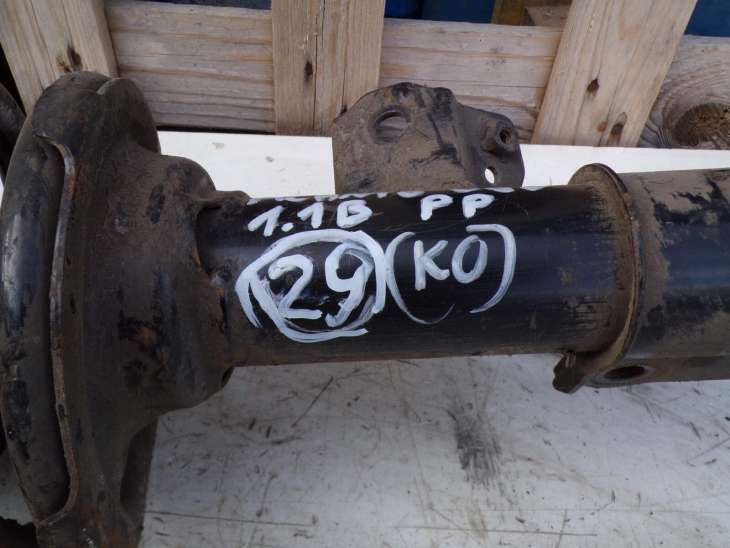 1.1B PP
29 (KO)